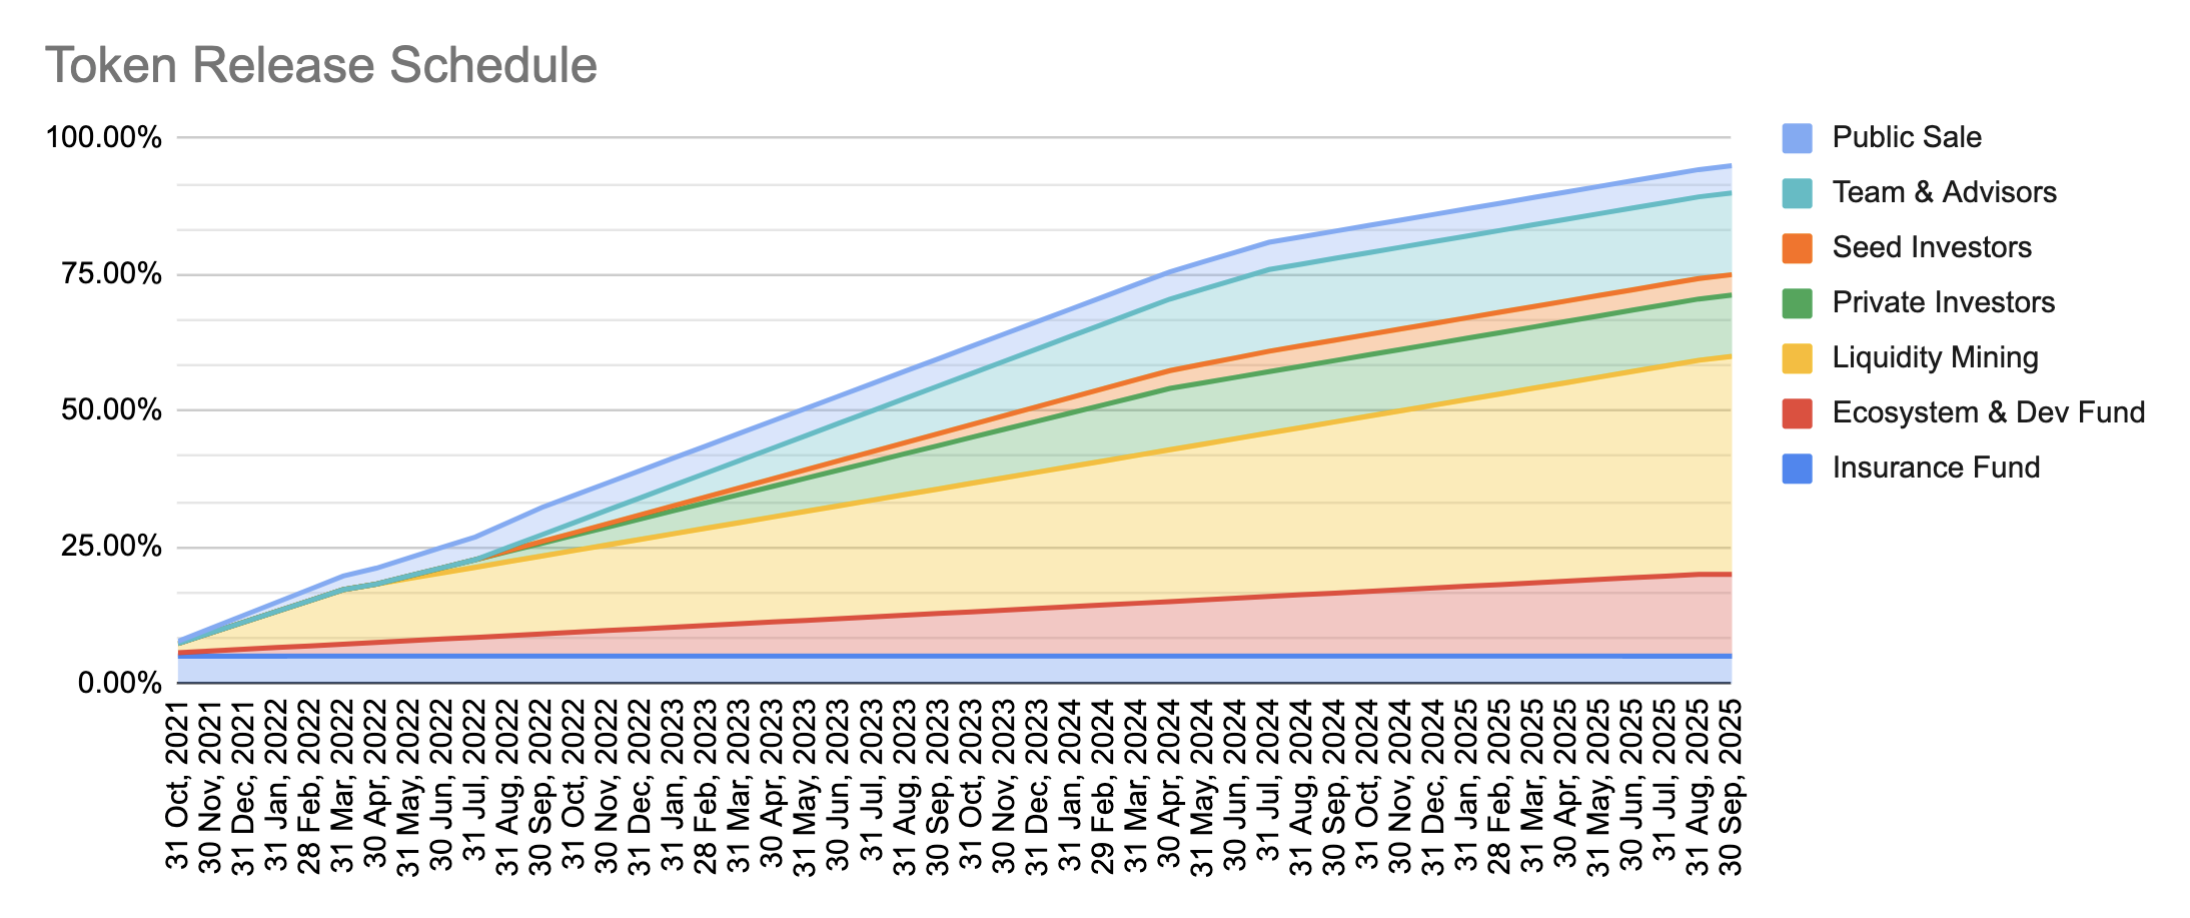 Token Release Schedule
100.00%
75.00%
50.00%
25.00%
0.00%
31 Oct, 2021
30 Nov, 2021
31 Dec, 2021
31 Jan, 2022
28 Feb, 2022
31 Mar, 2022
30 Apr, 2022
31 May, 2022
30 Jun, 2022
31 Jul, 2022
31 Aug, 2022
30 Sep, 2022
31 Oct, 2022
30 Nov, 2022
31 Dec, 2022
31 Jan, 2023
28 Feb, 2023
31 Mar, 2023
30 Apr, 2023
31 May, 2023
30 Jun, 2023
31 Jul, 2023
31 Aug, 2023
30 Sep, 2023
31 Oct, 2023
30 Nov, 2023
31 Dec, 2023
31 Jan, 2024
29 Feb, 2024
31 Mar, 2024
30 Apr, 2024
31 May, 2024
30 Jun, 2024
31 Jul, 2024
31 Aug, 2024
30 Sep, 2024
31 Oct, 2024
30 Nov, 2024
31 Dec, 2024
31 Jan, 2025
28 Feb, 2025
31 Mar, 2025
30 Apr, 2025
31 May, 2025
30 Jun, 2025
31 Jul, 2025
31 Aug, 2025
30 Sep, 2025
Public Sale
Team & Advisors
Seed Investors
Private Investors
Liquidity Mining
Ecosystem & Dev Fund
Insurance Fund